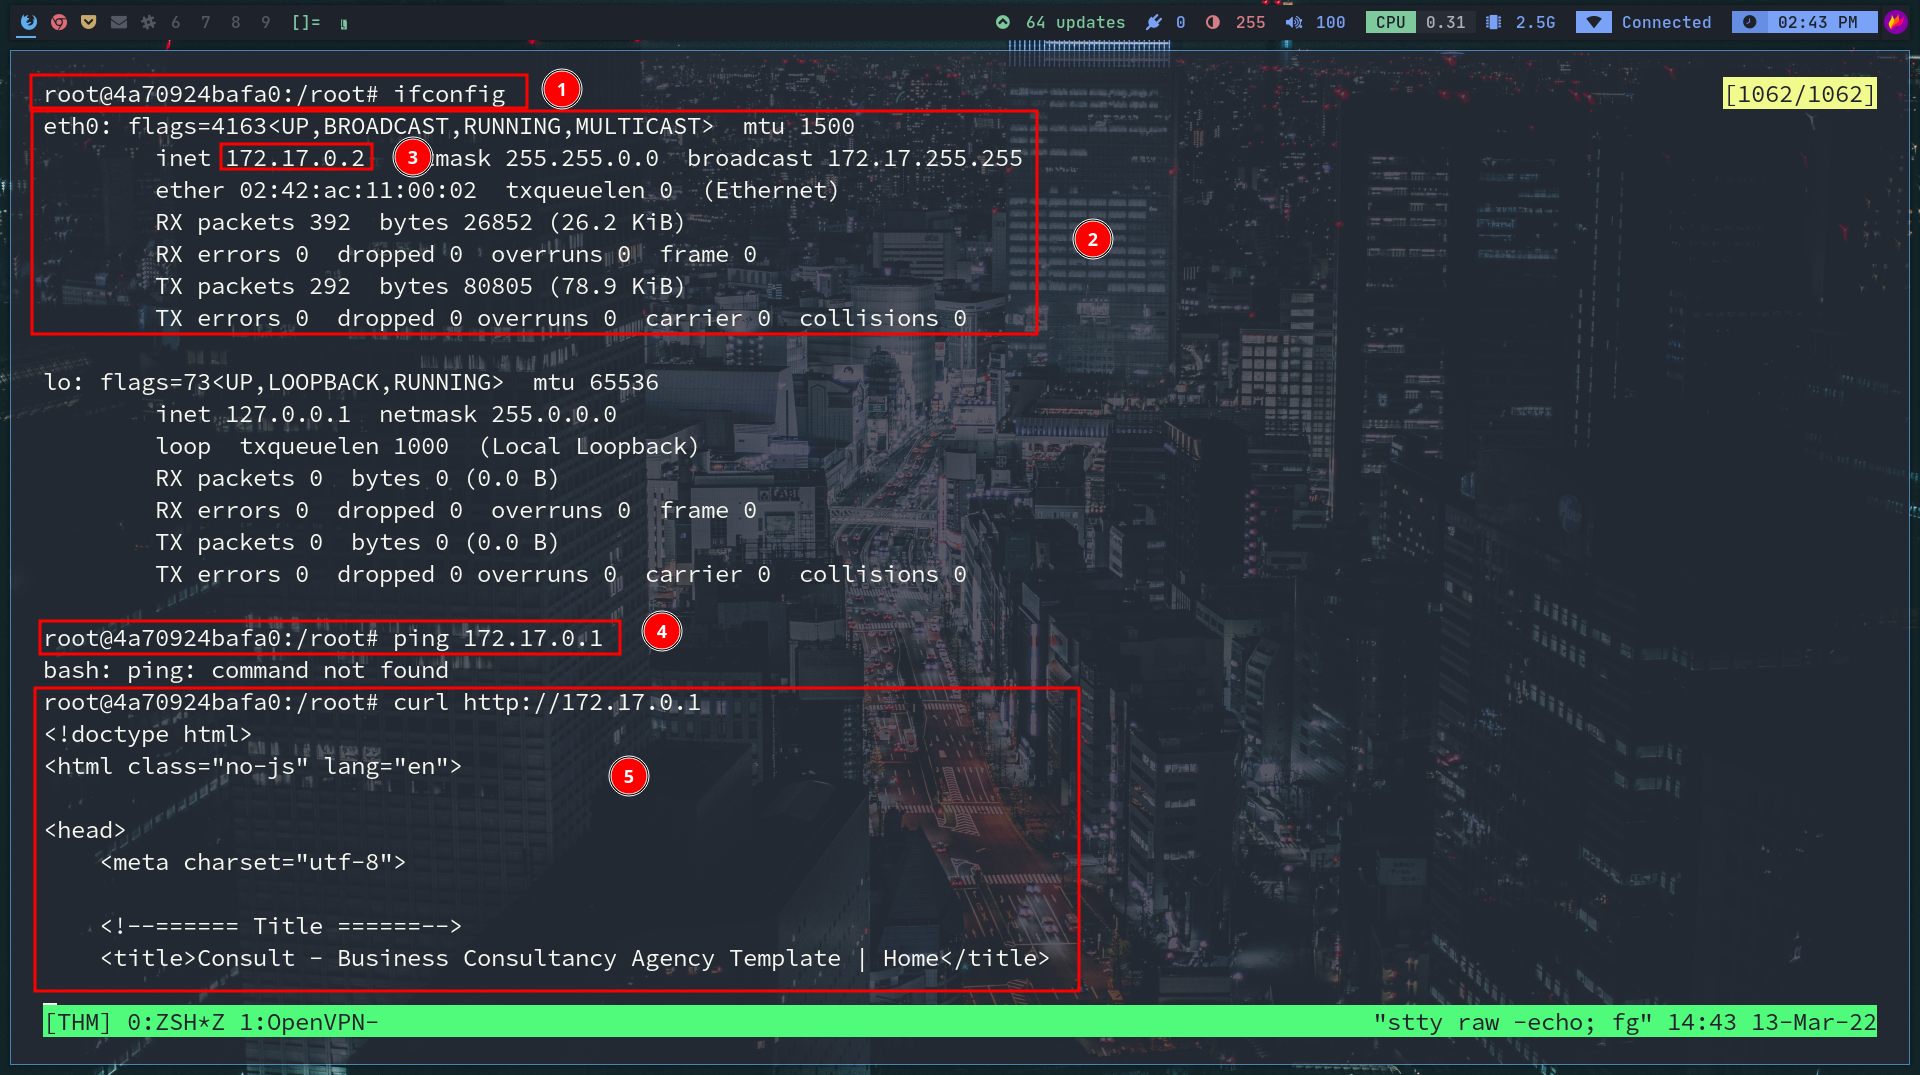 6 7 8 9 []= 64 updates 0 255 100 CPU 0.31 2.5G Connected 02:43 PM
root@4a70924bafa0:/root# ifconfig 1 [1062/1062]
eth0: flags=4163<UP,BROADCAST,RUNNING,MULTICAST>  mtu 1500
inet 172.17.0.2 3 mask 255.255.0.0  broadcast 172.17.255.255
ether 02:42:ac:11:00:02  txqueuelen 0  (Ethernet)
RX packets 392  bytes 26852 (26.2 KiB)
2
RX errors 0  dropped 0  overruns 0  frame 0
TX packets 292  bytes 80805 (78.9 KiB)
TX errors 0  dropped 0 overruns 0  carrier 0  collisions 0
lo: flags=73<UP,LOOPBACK,RUNNING>  mtu 65536
inet 127.0.0.1  netmask 255.0.0.0
loop  txqueuelen 1000  (Local Loopback)
RX packets 0  bytes 0 (0.0 B)
RX errors 0  dropped 0  overruns 0  frame 0
TX packets 0  bytes 0 (0.0 B)
TX errors 0  dropped 0 overruns 0  carrier 0  collisions 0
root@4a70924bafa0:/root# ping 172.17.0.1 4
bash: ping: command not found
root@4a70924bafa0:/root# curl http://172.17.0.1
<!doctype html>
<html class="no-js" lang="en"> 5
<head>
<meta charset="utf-8">
<!--====== Title ======-->
<title>Consult - Business Consultancy Agency Template | Home</title>
[THM] 0:ZSH*Z 1:OpenVPN- "stty raw -echo; fg" 14:43 13-Mar-22